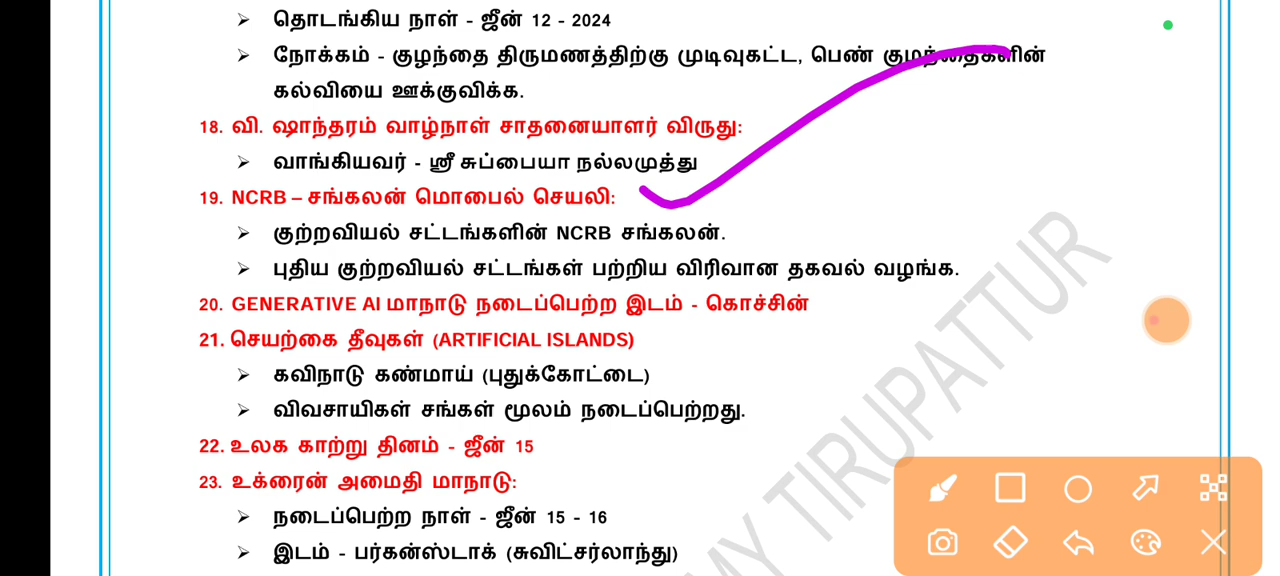 ➢ தொடங்கிய நாள் - ஜீன் 12 - 2024
➢ நோக்கம் - குழந்தை திருமணத்திற்கு முடிவுகட்ட, பெண் குழந்தைகளின்
கல்வியை ஊக்குவிக்க.
18. வி. ஷாந்தரம் வாழ்நாள் சாதனையாளர் விருது:
➢ வாங்கியவர் - ஸ்ரீ சுப்பையா நல்லமுத்து
19. NCRB – சங்கலன் மொபைல் செயலி:
➢ குற்றவியல் சட்டங்களின் NCRB சங்கலன்.
➢ புதிய குற்றவியல் சட்டங்கள் பற்றிய விரிவான தகவல் வழங்க.
20. GENERATIVE AI மாநாடு நடைப்பெற்ற இடம் - கொச்சின்
21. செயற்கை தீவுகள் (ARTIFICIAL ISLANDS)
➢ கவிநாடு கண்மாய் (புதுக்கோட்டை)
➢ விவசாயிகள் சங்கள் மூலம் நடைப்பெற்றது.
22. உலக காற்று தினம் - ஜீன் 15
23. உக்ரைன் அமைதி மாநாடு:
➢ நடைப்பெற்ற நாள் - ஜீன் 15 - 16
➢ இடம் - பர்கன்ஸ்டாக் (சுவிட்சர்லாந்து)
MY TIRUPATTUR